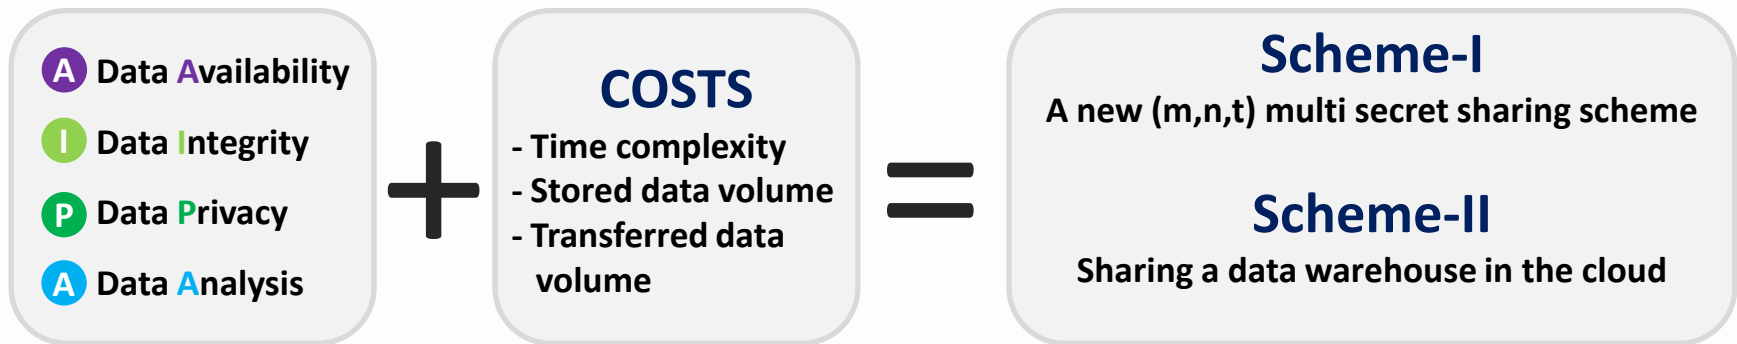 A Data Availability
I Data Integrity
P Data Privacy
A Data Analysis
+
COSTS
- Time complexity
- Stored data volume
- Transferred data
volume
=
Scheme-I
A new (m,n,t) multi secret sharing scheme
Scheme-II
Sharing a data warehouse in the cloud